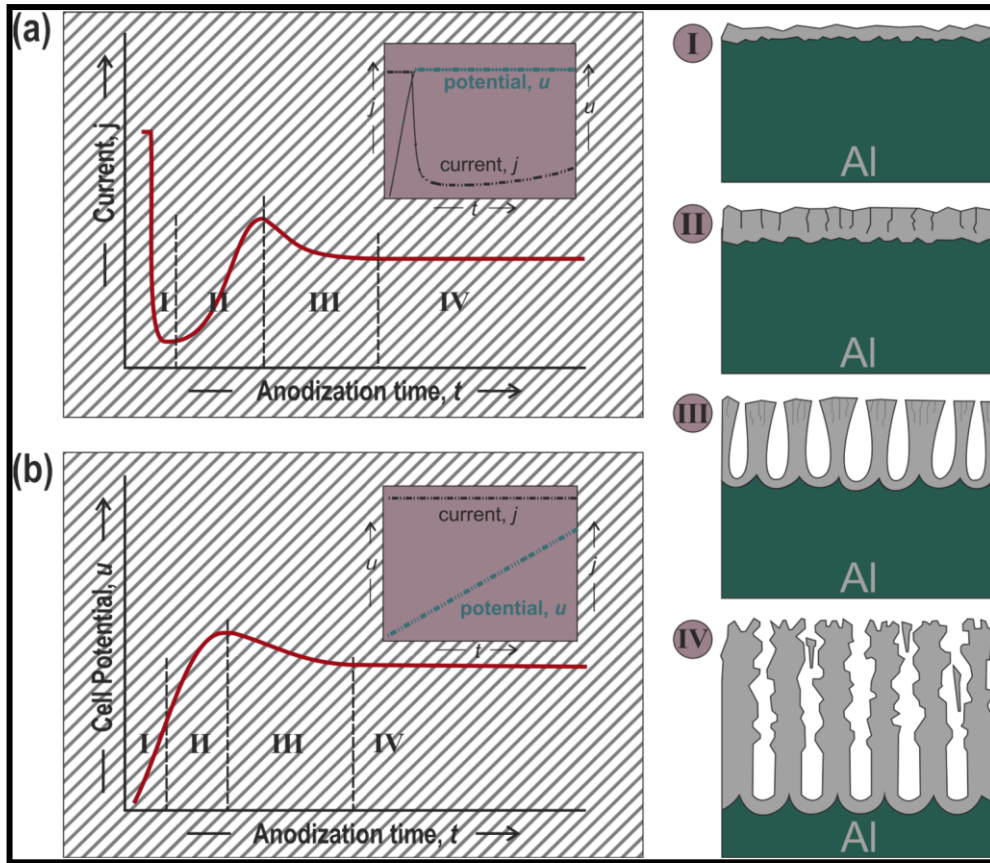 (a)
Current, j
I
II
III
IV
Anodization time, t
j
potential, u
u
current, j
t
(b)
Cell Potential, u
I
II
III
IV
Anodization time, t
current, j
u
j
potential, u
t
I
Al
II
Al
III
Al
IV
Al